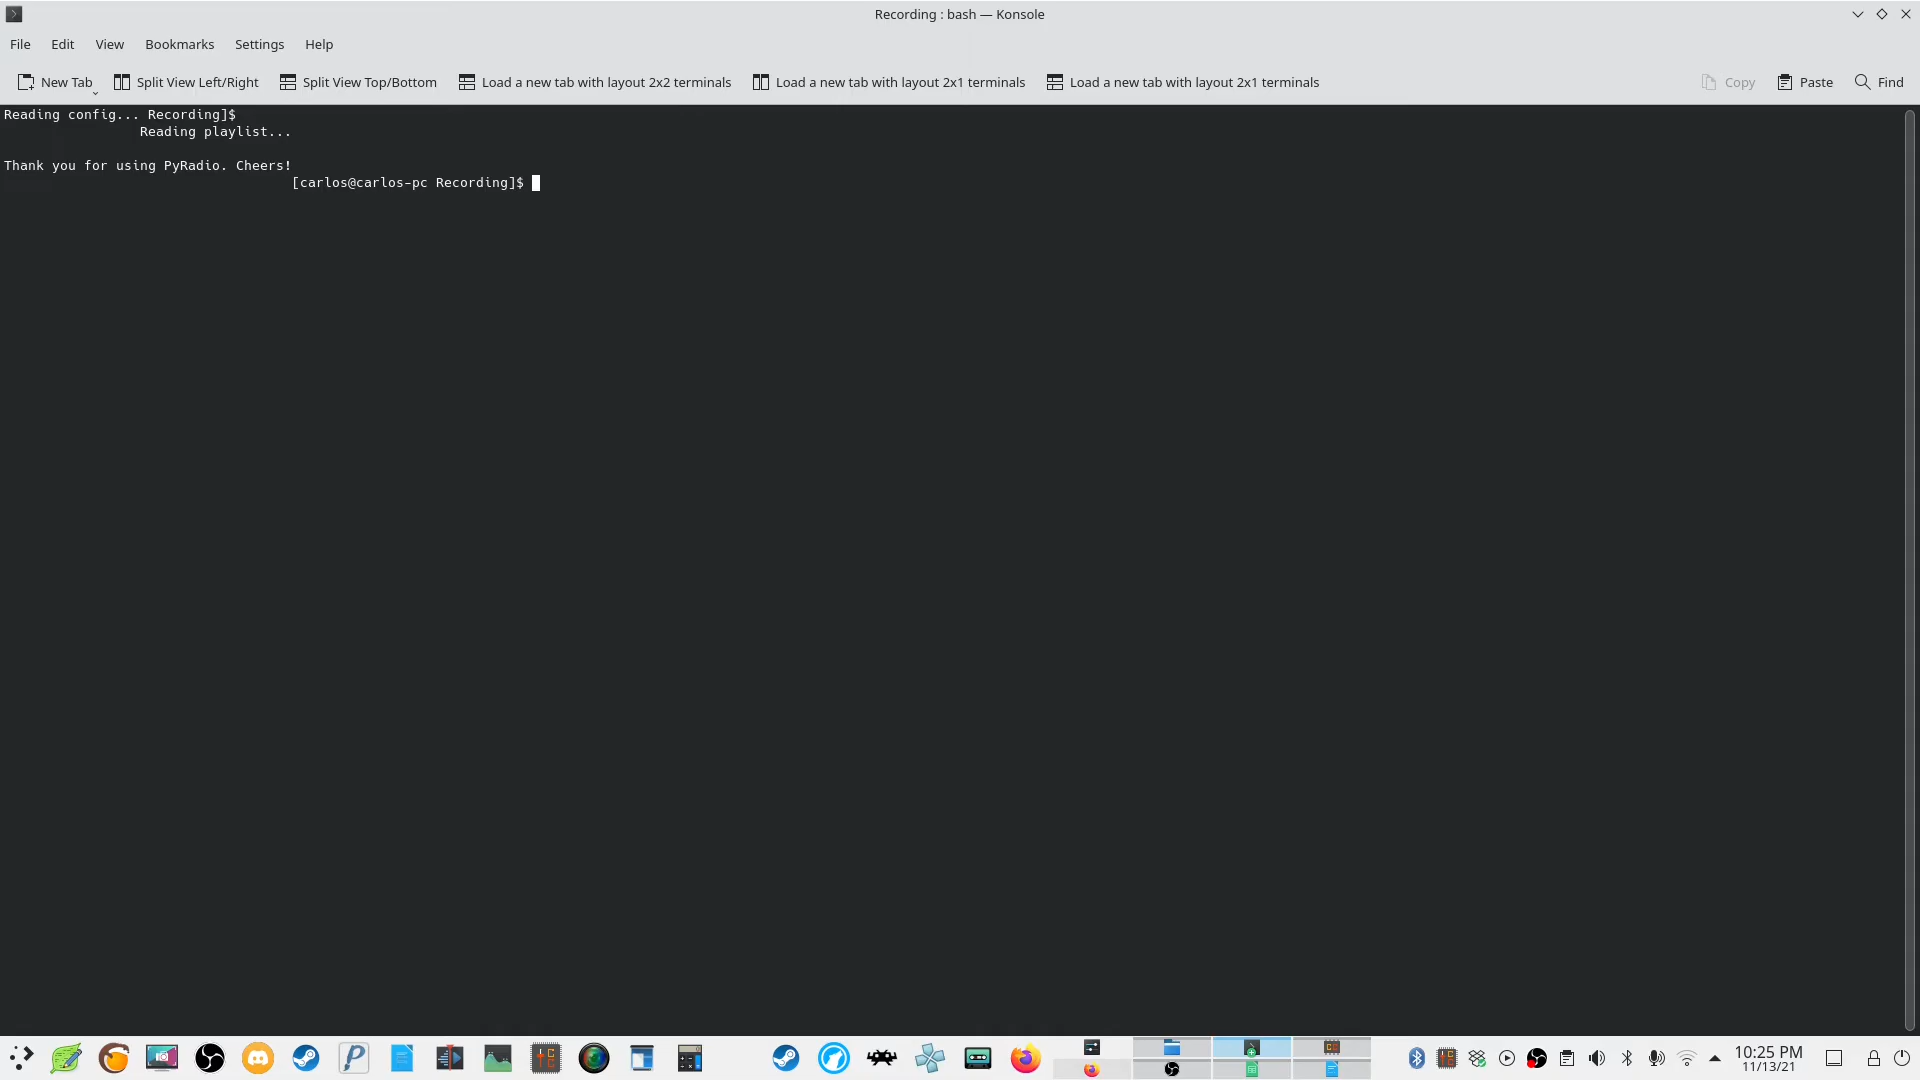 Recording : bash — Konsole
File Edit View Bookmarks Settings Help
New Tab Split View Left/Right Split View Top/Bottom Load a new tab with layout 2x2 terminals Load a new tab with layout 2x1 terminals Load a new tab with layout 2x1 terminals Copy Paste Find
Reading config... Recording]$
Reading playlist...
Thank you for using PyRadio. Cheers!
[carlos@carlos-pc Recording]$
10:25 PM
11/13/21